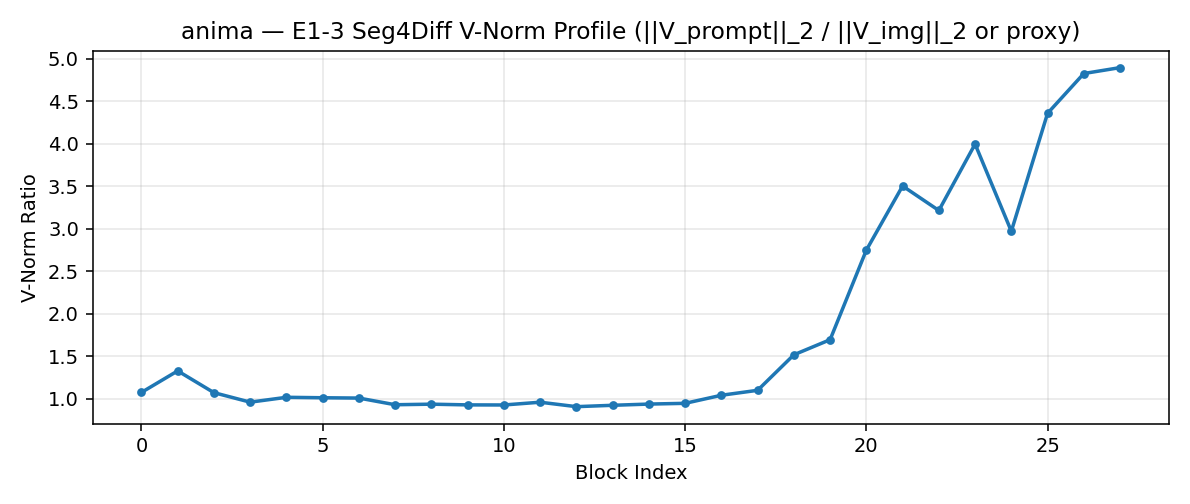 anima — E1-3 Seg4Diff V-Norm Profile (||V_prompt||_2 / ||V_img||_2 or proxy)
5.0
4.5
4.0
3.5
3.0
2.5
2.0
1.5
1.0
V-Norm Ratio
0 5 10 15 20 25
Block Index